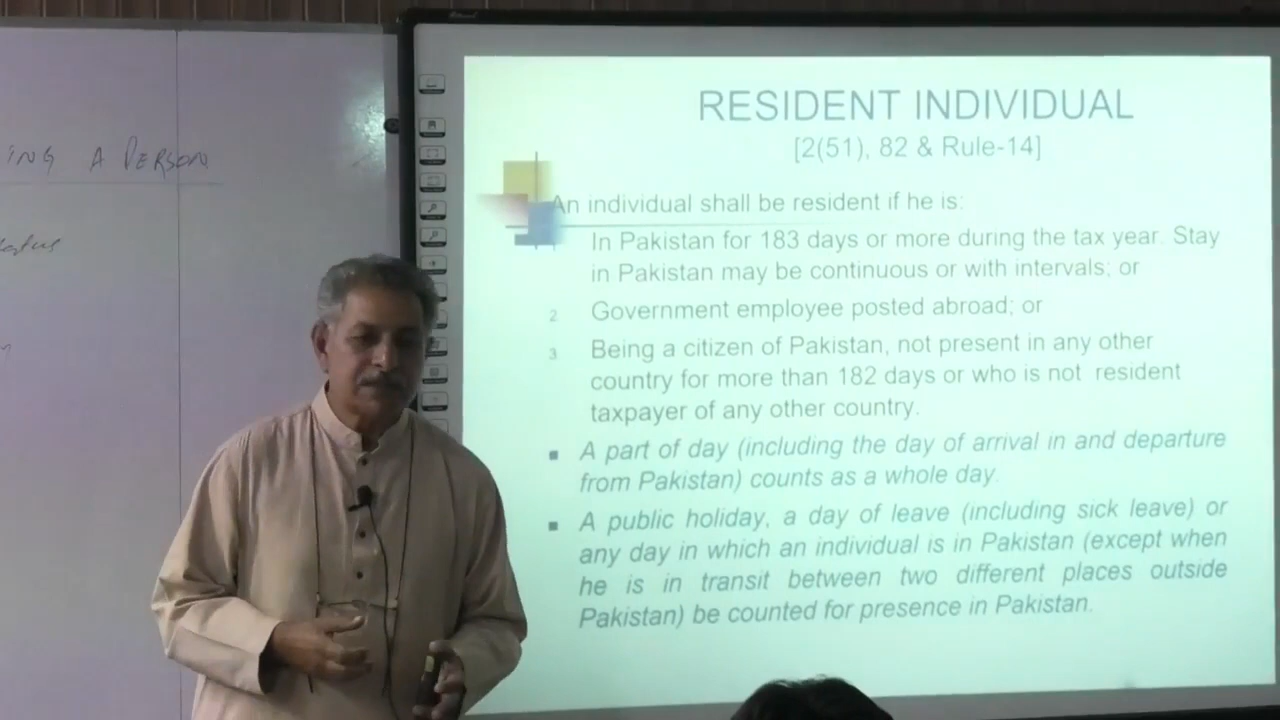 ING A PERSON
RESIDENT INDIVIDUAL
[2(51), 82 & Rule-14]
An individual shall be resident if he is:
In Pakistan for 183 days or more during the tax year. Stay
in Pakistan may be continuous or with intervals; or
2 Government employee posted abroad; or
3 Being a citizen of Pakistan, not present in any other
country for more than 182 days or who is not resident
taxpayer of any other country.
▪ A part of day (including the day of arrival in and departure
from Pakistan) counts as a whole day.
▪ A public holiday, a day of leave (including sick leave) or
any day in which an individual is in Pakistan (except when
he is in transit between two different places outside
Pakistan) be counted for presence in Pakistan.